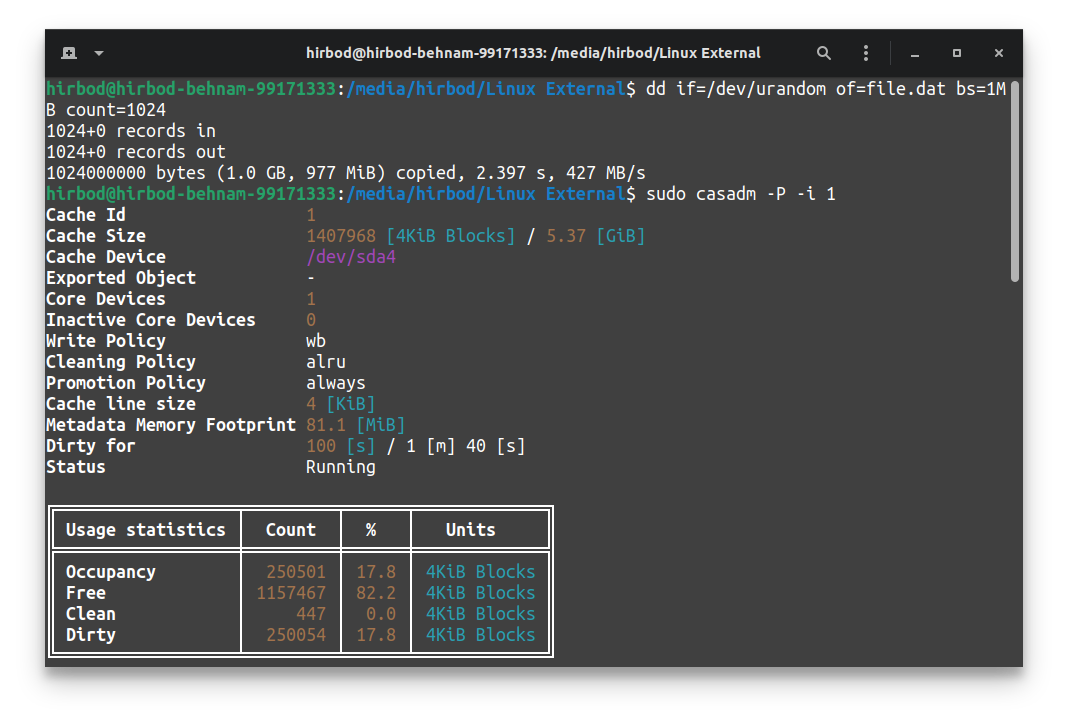 hirbod@hirbod-behnam-99171333: /media/hirbod/Linux External
hirbod@hirbod-behnam-99171333:/media/hirbod/Linux External$ dd if=/dev/urandom of=file.dat bs=1M
B count=1024
1024+0 records in
1024+0 records out
1024000000 bytes (1.0 GB, 977 MiB) copied, 2.397 s, 427 MB/s
hirbod@hirbod-behnam-99171333:/media/hirbod/Linux External$ sudo casadm -P -i 1
Cache Id 1
Cache Size 1407968 [4KiB Blocks] / 5.37 [GiB]
Cache Device /dev/sda4
Exported Object -
Core Devices 1
Inactive Core Devices 0
Write Policy wb
Cleaning Policy alru
Promotion Policy always
Cache line size 4 [KiB]
Metadata Memory Footprint 81.1 [MiB]
Dirty for 100 [s] / 1 [m] 40 [s]
Status Running
Usage statistics Count % Units
Occupancy 250501 17.8 4KiB Blocks
Free 1157467 82.2 4KiB Blocks
Clean 447 0.0 4KiB Blocks
Dirty 250054 17.8 4KiB Blocks